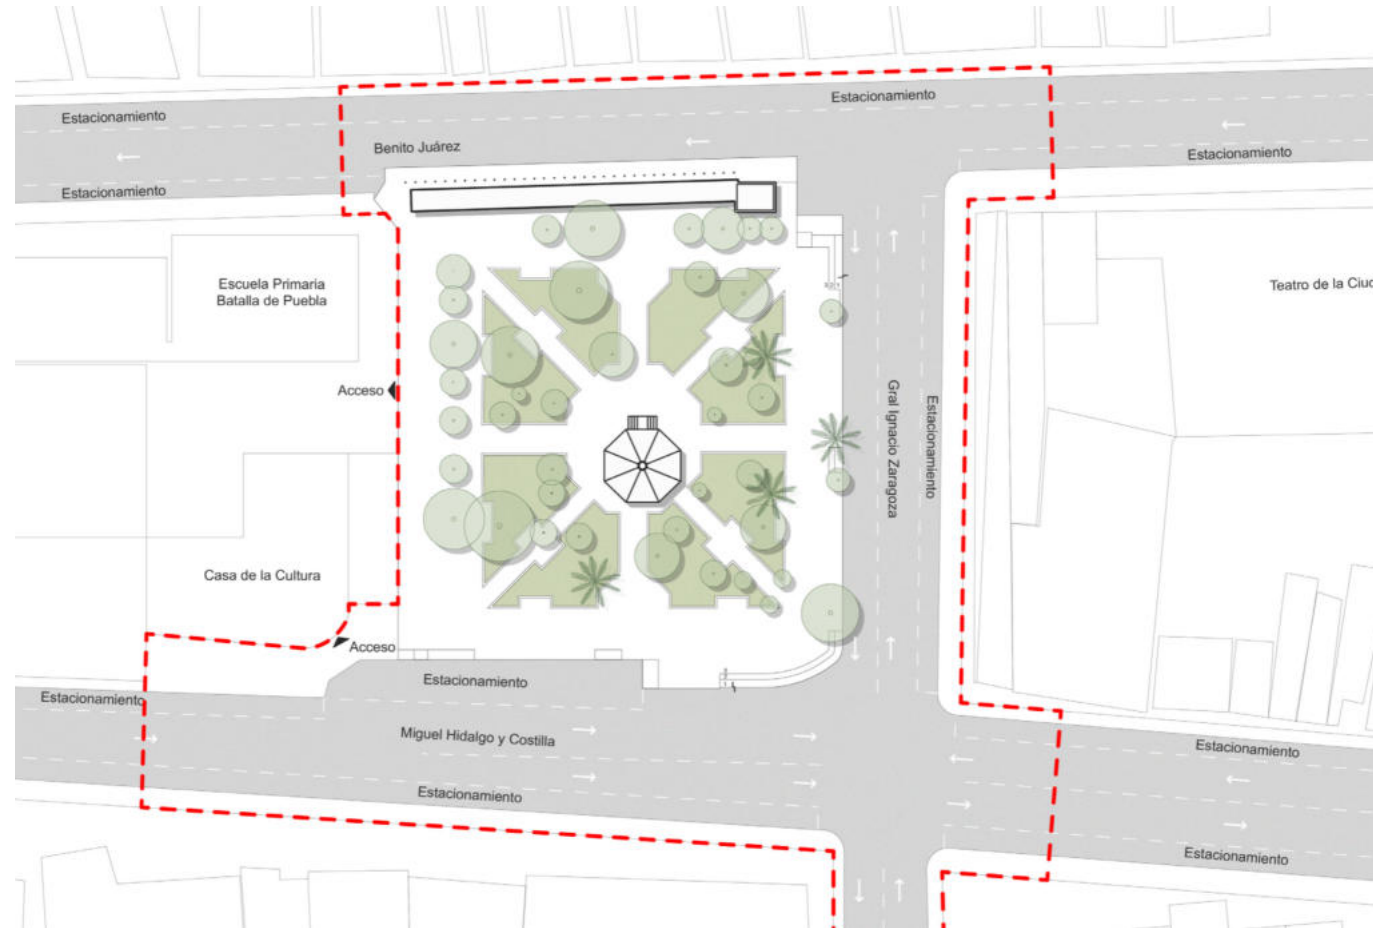 Estacionamiento
Estacionamiento
Benito Juárez
Estacionamiento
Estacionamiento
Escuela Primaria
Batalla de Puebla
Teatro de la Ciuc
Acceso
Gral Ignacio Zaragoza
Estacionamiento
Casa de la Cultura
Acceso
Estacionamiento
Estacionamiento
Miguel Hidalgo y Costilla
Estacionamiento
Estacionamiento
Estacionamiento